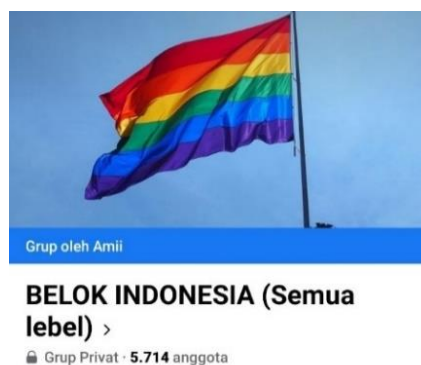 Grup oleh Amii
BELOK INDONESIA (Semua
lebel) >
Grup Privat · 5.714 anggota